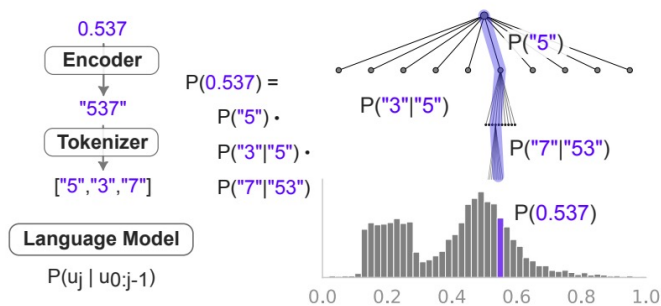 0.537
Encoder
"537"
Tokenizer
["5","3","7"]
Language Model
P(uj | u0:j-1)
P(0.537) =
P("5") •
P("3"|"5") •
P("7"|"53")
P("5")
P("3"|"5")
P("7"|"53")
P(0.537)
0.0 0.2 0.4 0.6 0.8 1.0